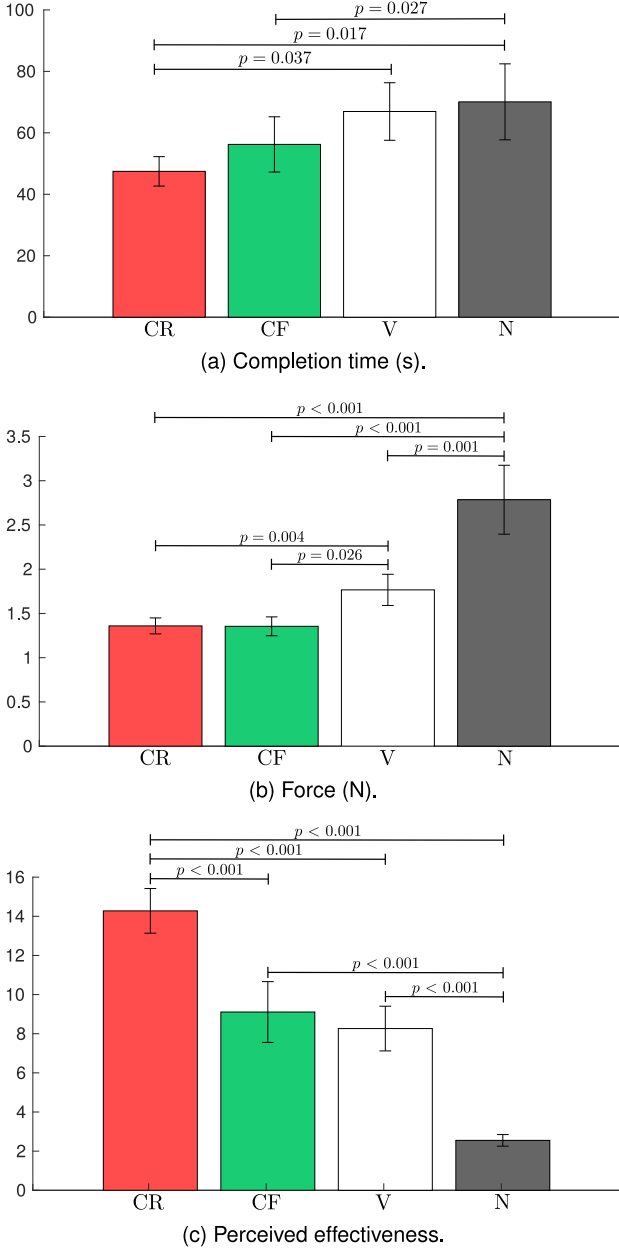 100
p = 0.027
p = 0.017
80
p = 0.037
60
40
20
0
CR CF V N
(a) Completion time (s).
p < 0.001
3.5
p < 0.001
3
p = 0.001
2.5
p = 0.004
2
p = 0.026
1.5
1
0.5
0
CR CF V N
(b) Force (N).
p < 0.001
p < 0.001
16
p < 0.001
14
12
p < 0.001
10
p < 0.001
8
6
4
2
0
CR CF V N
(c) Perceived effectiveness.